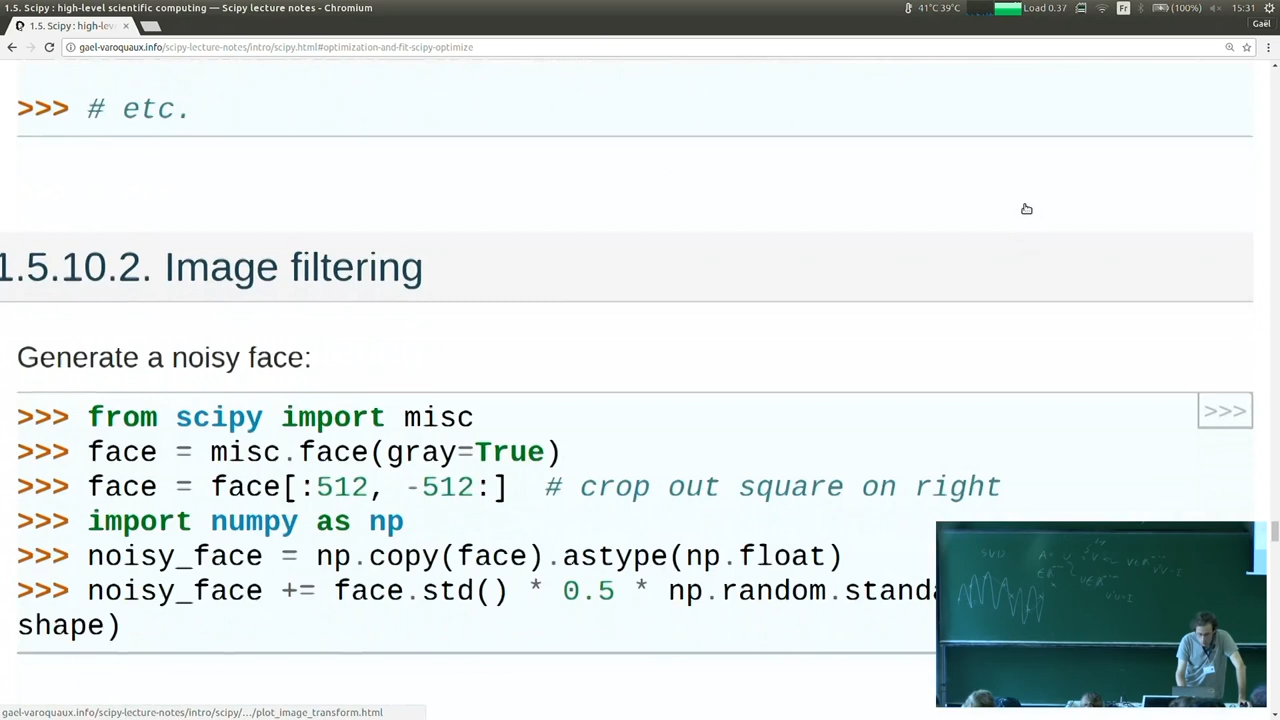 1.5. Scipy : high-level scientific computing — Scipy lecture notes - Chromium
41°C 39°C
Load 0.37
Fr
(100%)
15:31
1.5. Scipy : high-lev
Gaël
gael-varoquaux.info/scipy-lecture-notes/intro/scipy.html#optimization-and-fit-scipy-optimize
>>> # etc.
1.5.10.2. Image filtering
Generate a noisy face:
>>>
>>> from scipy import misc
>>> face = misc.face(gray=True)
>>> face = face[:512, -512:]  # crop out square on right
>>> import numpy as np
>>> noisy_face = np.copy(face).astype(np.float)
>>> noisy_face += face.std() * 0.5 * np.random.standa
shape)
SVD
gael-varoquaux.info/scipy-lecture-notes/intro/scipy/.../plot_image_transform.html